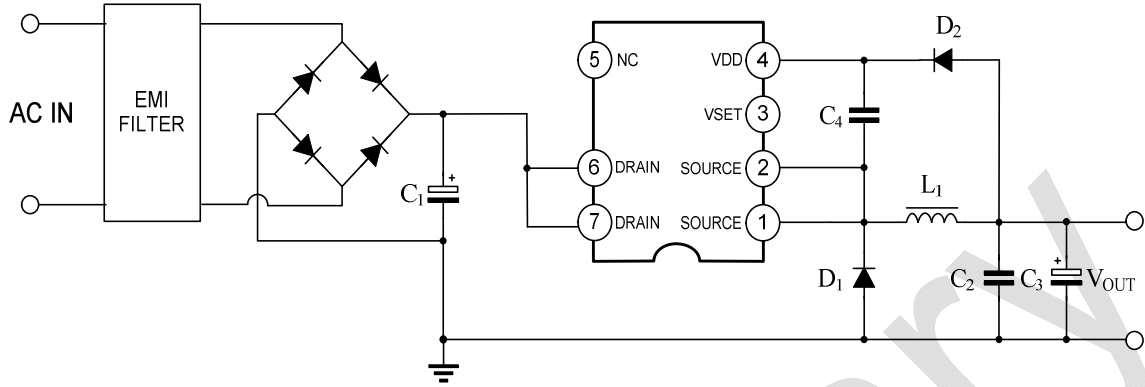 AC IN
EMI
FILTER
C1
5 NC
6 DRAIN
7 DRAIN
VDD 4
VSET 3
SOURCE 2
SOURCE 1
D2
C4
L1
D1
C2
C3
VOUT
+
+